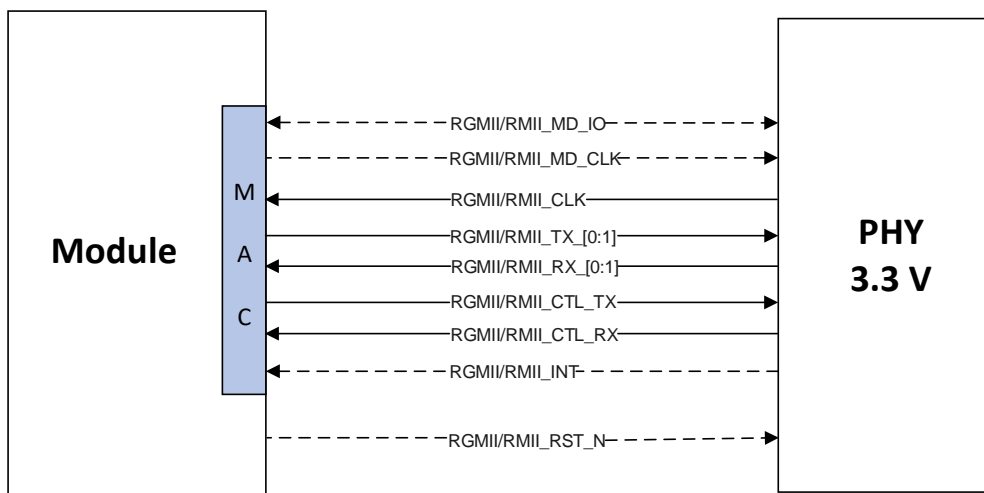 RGMII/RMII_MD_IO
RGMII/RMII_MD_CLK
RGMII/RMII_CLK
RGMII/RMII_TX_[0:1]
RGMII/RMII_RX_[0:1]
RGMII/RMII_CTL_TX
RGMII/RMII_CTL_RX
RGMII/RMII_INT
RGMII/RMII_RST_N
Module
M
A
C
PHY
3.3 V